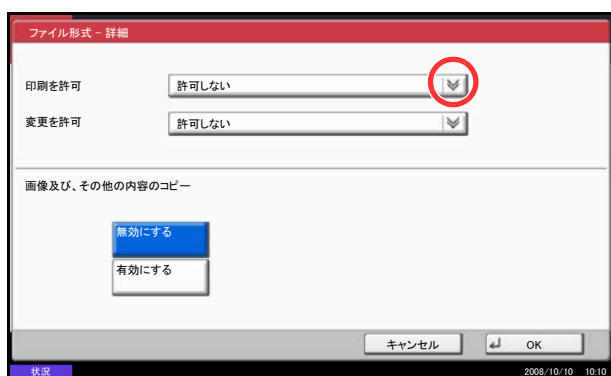 ファイル形式 - 詳細
印刷を許可 許可しない
変更を許可 許可しない
画像及び、その他の内容のコピー
無効にする
有効にする
キャンセル OK
状況 2008/10/10 10:10